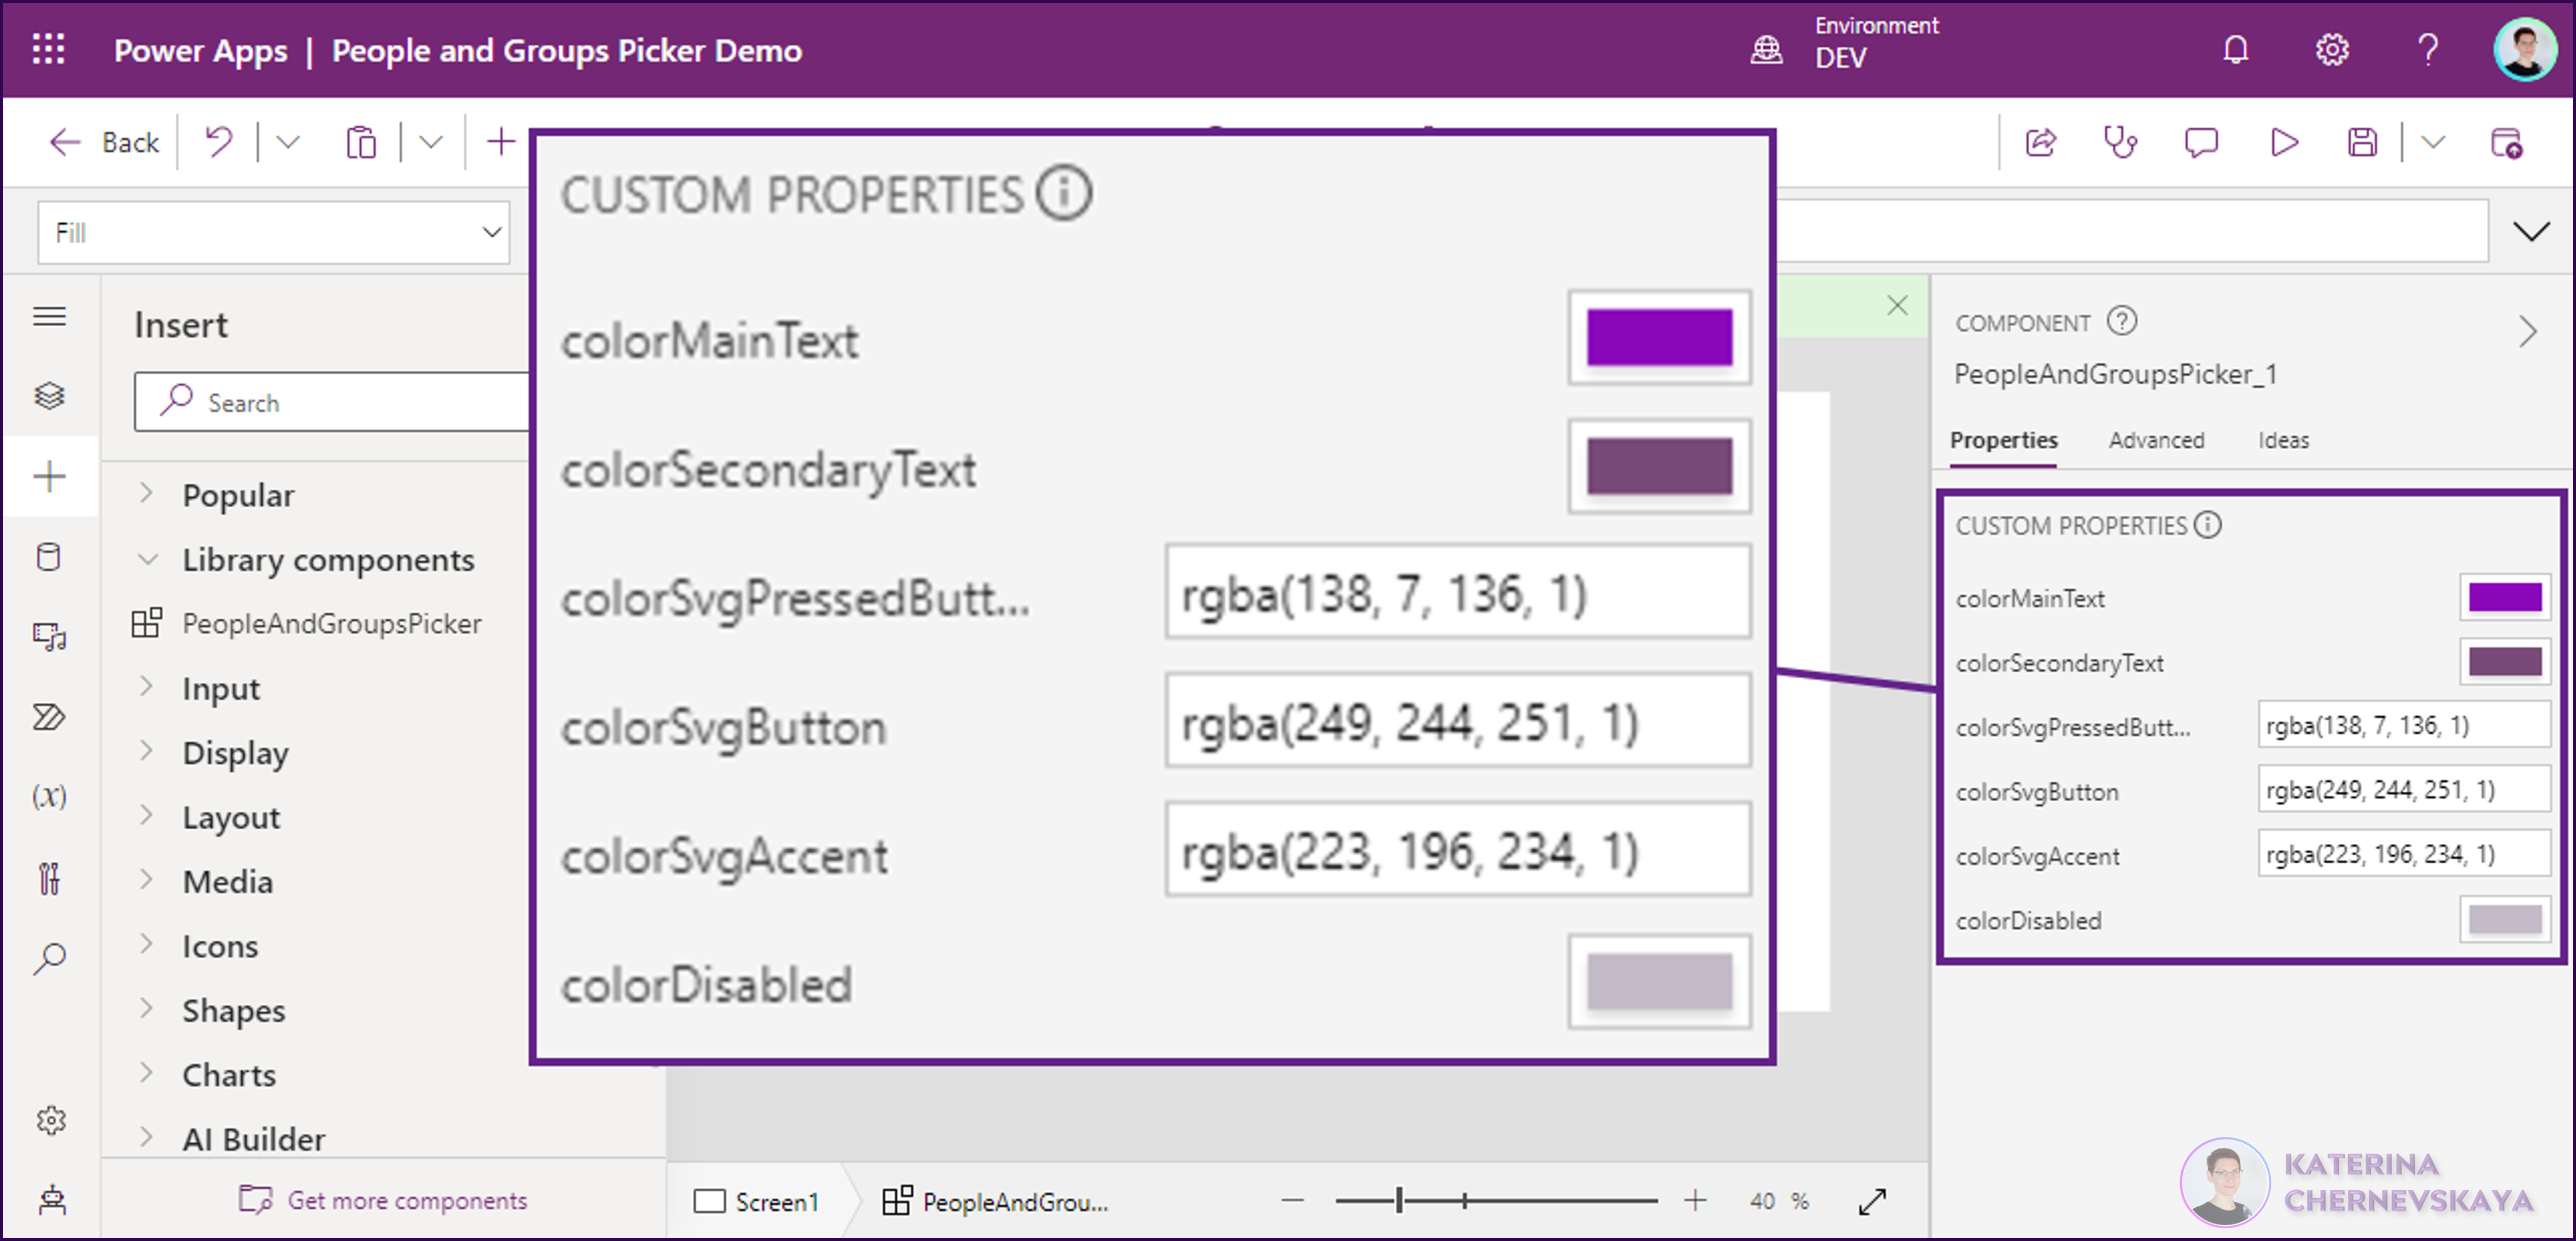 Power Apps | People and Groups Picker Demo
Environment
DEV
Back
Fill
Insert
Search
Popular
Library components
PeopleAndGroupsPicker
Input
Display
Layout
Media
Icons
Shapes
Charts
AI Builder
Get more components
CUSTOM PROPERTIES
colorMainText
colorSecondaryText
colorSvgPressedButt... rgba(138, 7, 136, 1)
colorSvgButton rgba(249, 244, 251, 1)
colorSvgAccent rgba(223, 196, 234, 1)
colorDisabled
COMPONENT
PeopleAndGroupsPicker_1
Properties Advanced Ideas
CUSTOM PROPERTIES
colorMainText
colorSecondaryText
colorSvgPressedButt... rgba(138, 7, 136, 1)
colorSvgButton rgba(249, 244, 251, 1)
colorSvgAccent rgba(223, 196, 234, 1)
colorDisabled
Screen1 PeopleAndGrou... 40 %
KATERINA
CHERNEVSKAYA